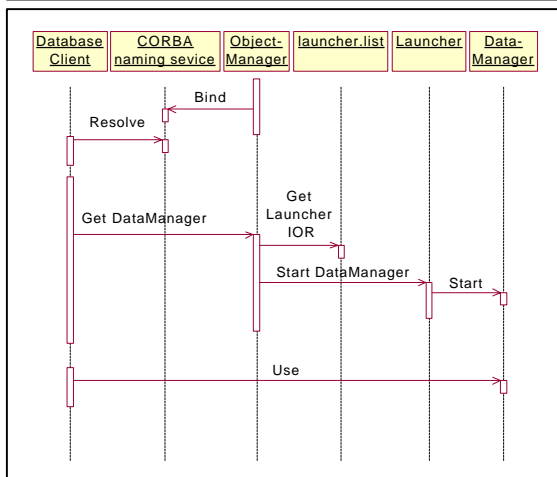 Database
Client
CORBA
naming sevice
Object-
Manager
launcher.list
Launcher
Data-
Manager
Bind
Resolve
Get
Launcher
IOR
Get DataManager
Start DataManager
Start
Use